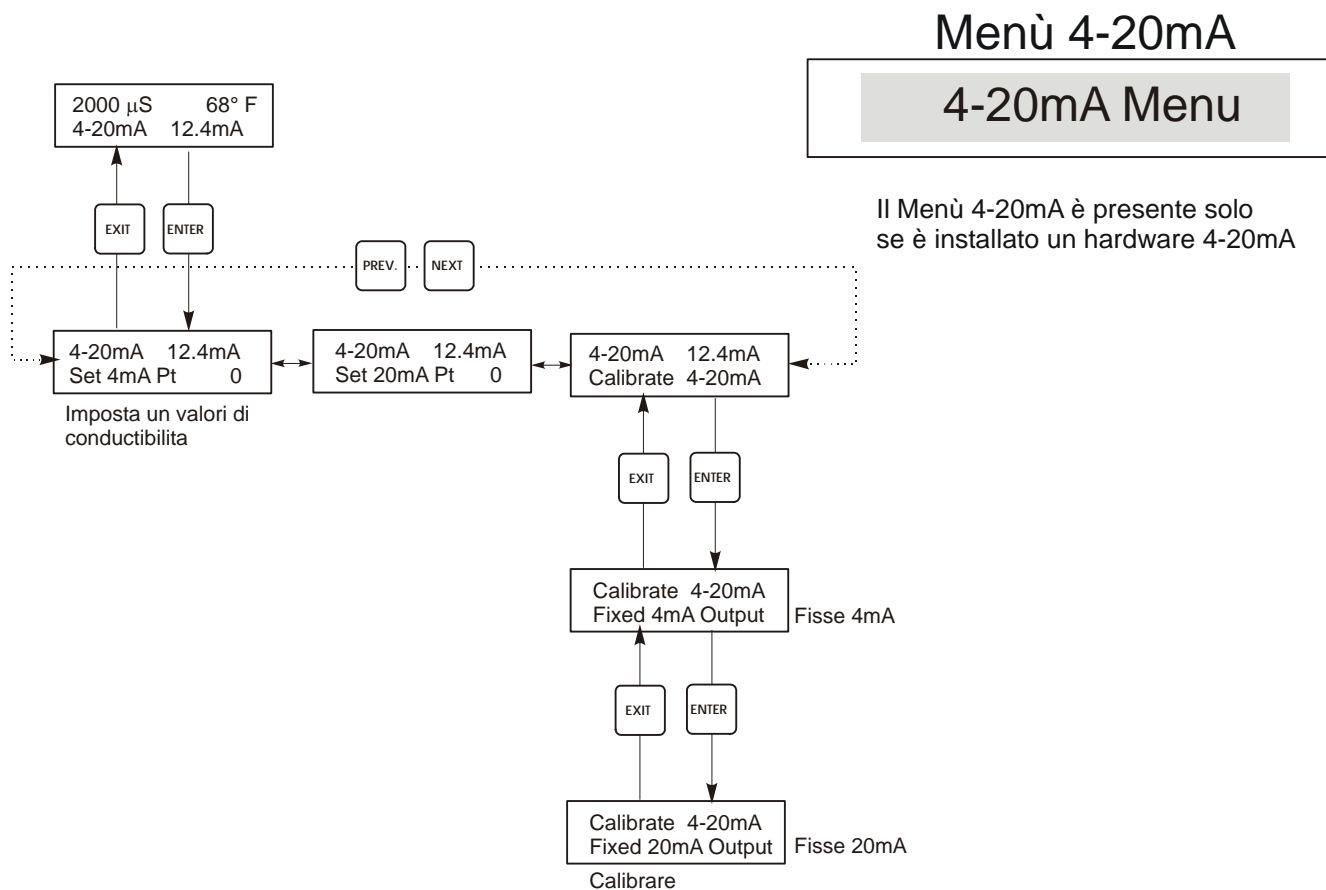 Menù 4-20mA
4-20mA Menu
Il Menù 4-20mA è presente solo
se è installato un hardware 4-20mA
2000 μS 68° F
4-20mA 12.4mA
EXIT
ENTER
PREV.
NEXT
4-20mA 12.4mA
Set 4mA Pt 0
Imposta un valori di
conductibilita
4-20mA 12.4mA
Set 20mA Pt 0
4-20mA 12.4mA
Calibrate 4-20mA
EXIT
ENTER
Calibrate 4-20mA
Fixed 4mA Output
Fisse 4mA
EXIT
ENTER
Calibrate 4-20mA
Fixed 20mA Output
Fisse 20mA
Calibrare